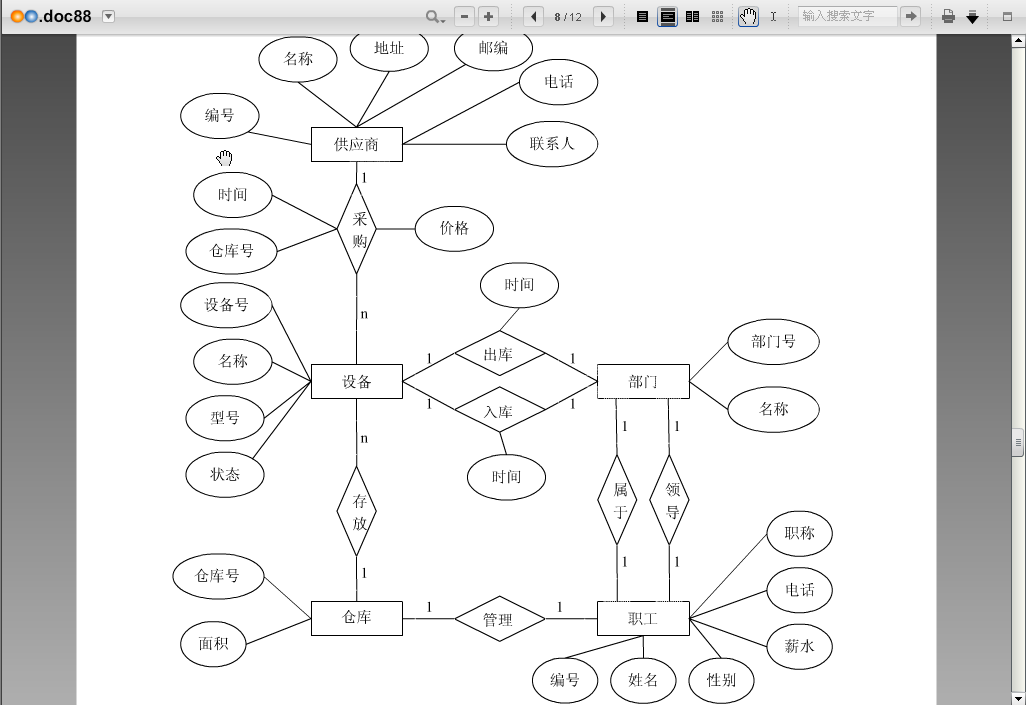 .doc88
8 / 12
输入搜索文字
名称
地址
邮编
电话
编号
供应商
联系人
1
时间
采购
价格
仓库号
时间
设备号
n
1
出库
1
部门号
名称
设备
部门
型号
1
入库
1
名称
1
1
n
状态
时间
存放
属于
领导
职称
1
1
1
仓库号
电话
1
1
仓库
管理
职工
面积
薪水
编号
姓名
性别